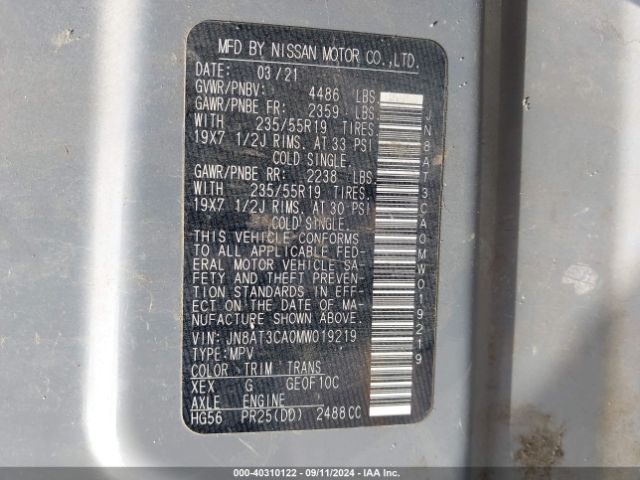 MFD BY NISSAN MOTOR CO.,LTD.
DATE: 03/21
GVWR/PNBV: 4486 LBS
GAWR/PNBE FR: 2359 LBS.
WITH 235/55R19 TIRES.
19X7 1/2J RIMS. AT 33 PSI
COLD SINGLE.
GAWR/PNBE RR: 2238 LBS.
WITH 235/55R19 TIRES.
19X7 1/2J RIMS. AT 30 PSI
COLD SINGLE.
THIS VEHICLE CONFORMS
TO ALL APPLICABLE FED-
ERAL MOTOR VEHICLE SA-
FETY AND THEFT PREVEN-
TION STANDARDS IN EFF-
ECT ON THE DATE OF MA-
NUFACTURE SHOWN ABOVE.
VIN: JN8AT3CA0MW019219
TYPE:MPV
COLOR TRIM TRANS
XEX G GE0F10C
AXLE ENGINE
HG56 PR25(DD) 2488CC
JN8AT3CA0MW019219
000-40310122 - 09/11/2024 - IAA Inc.